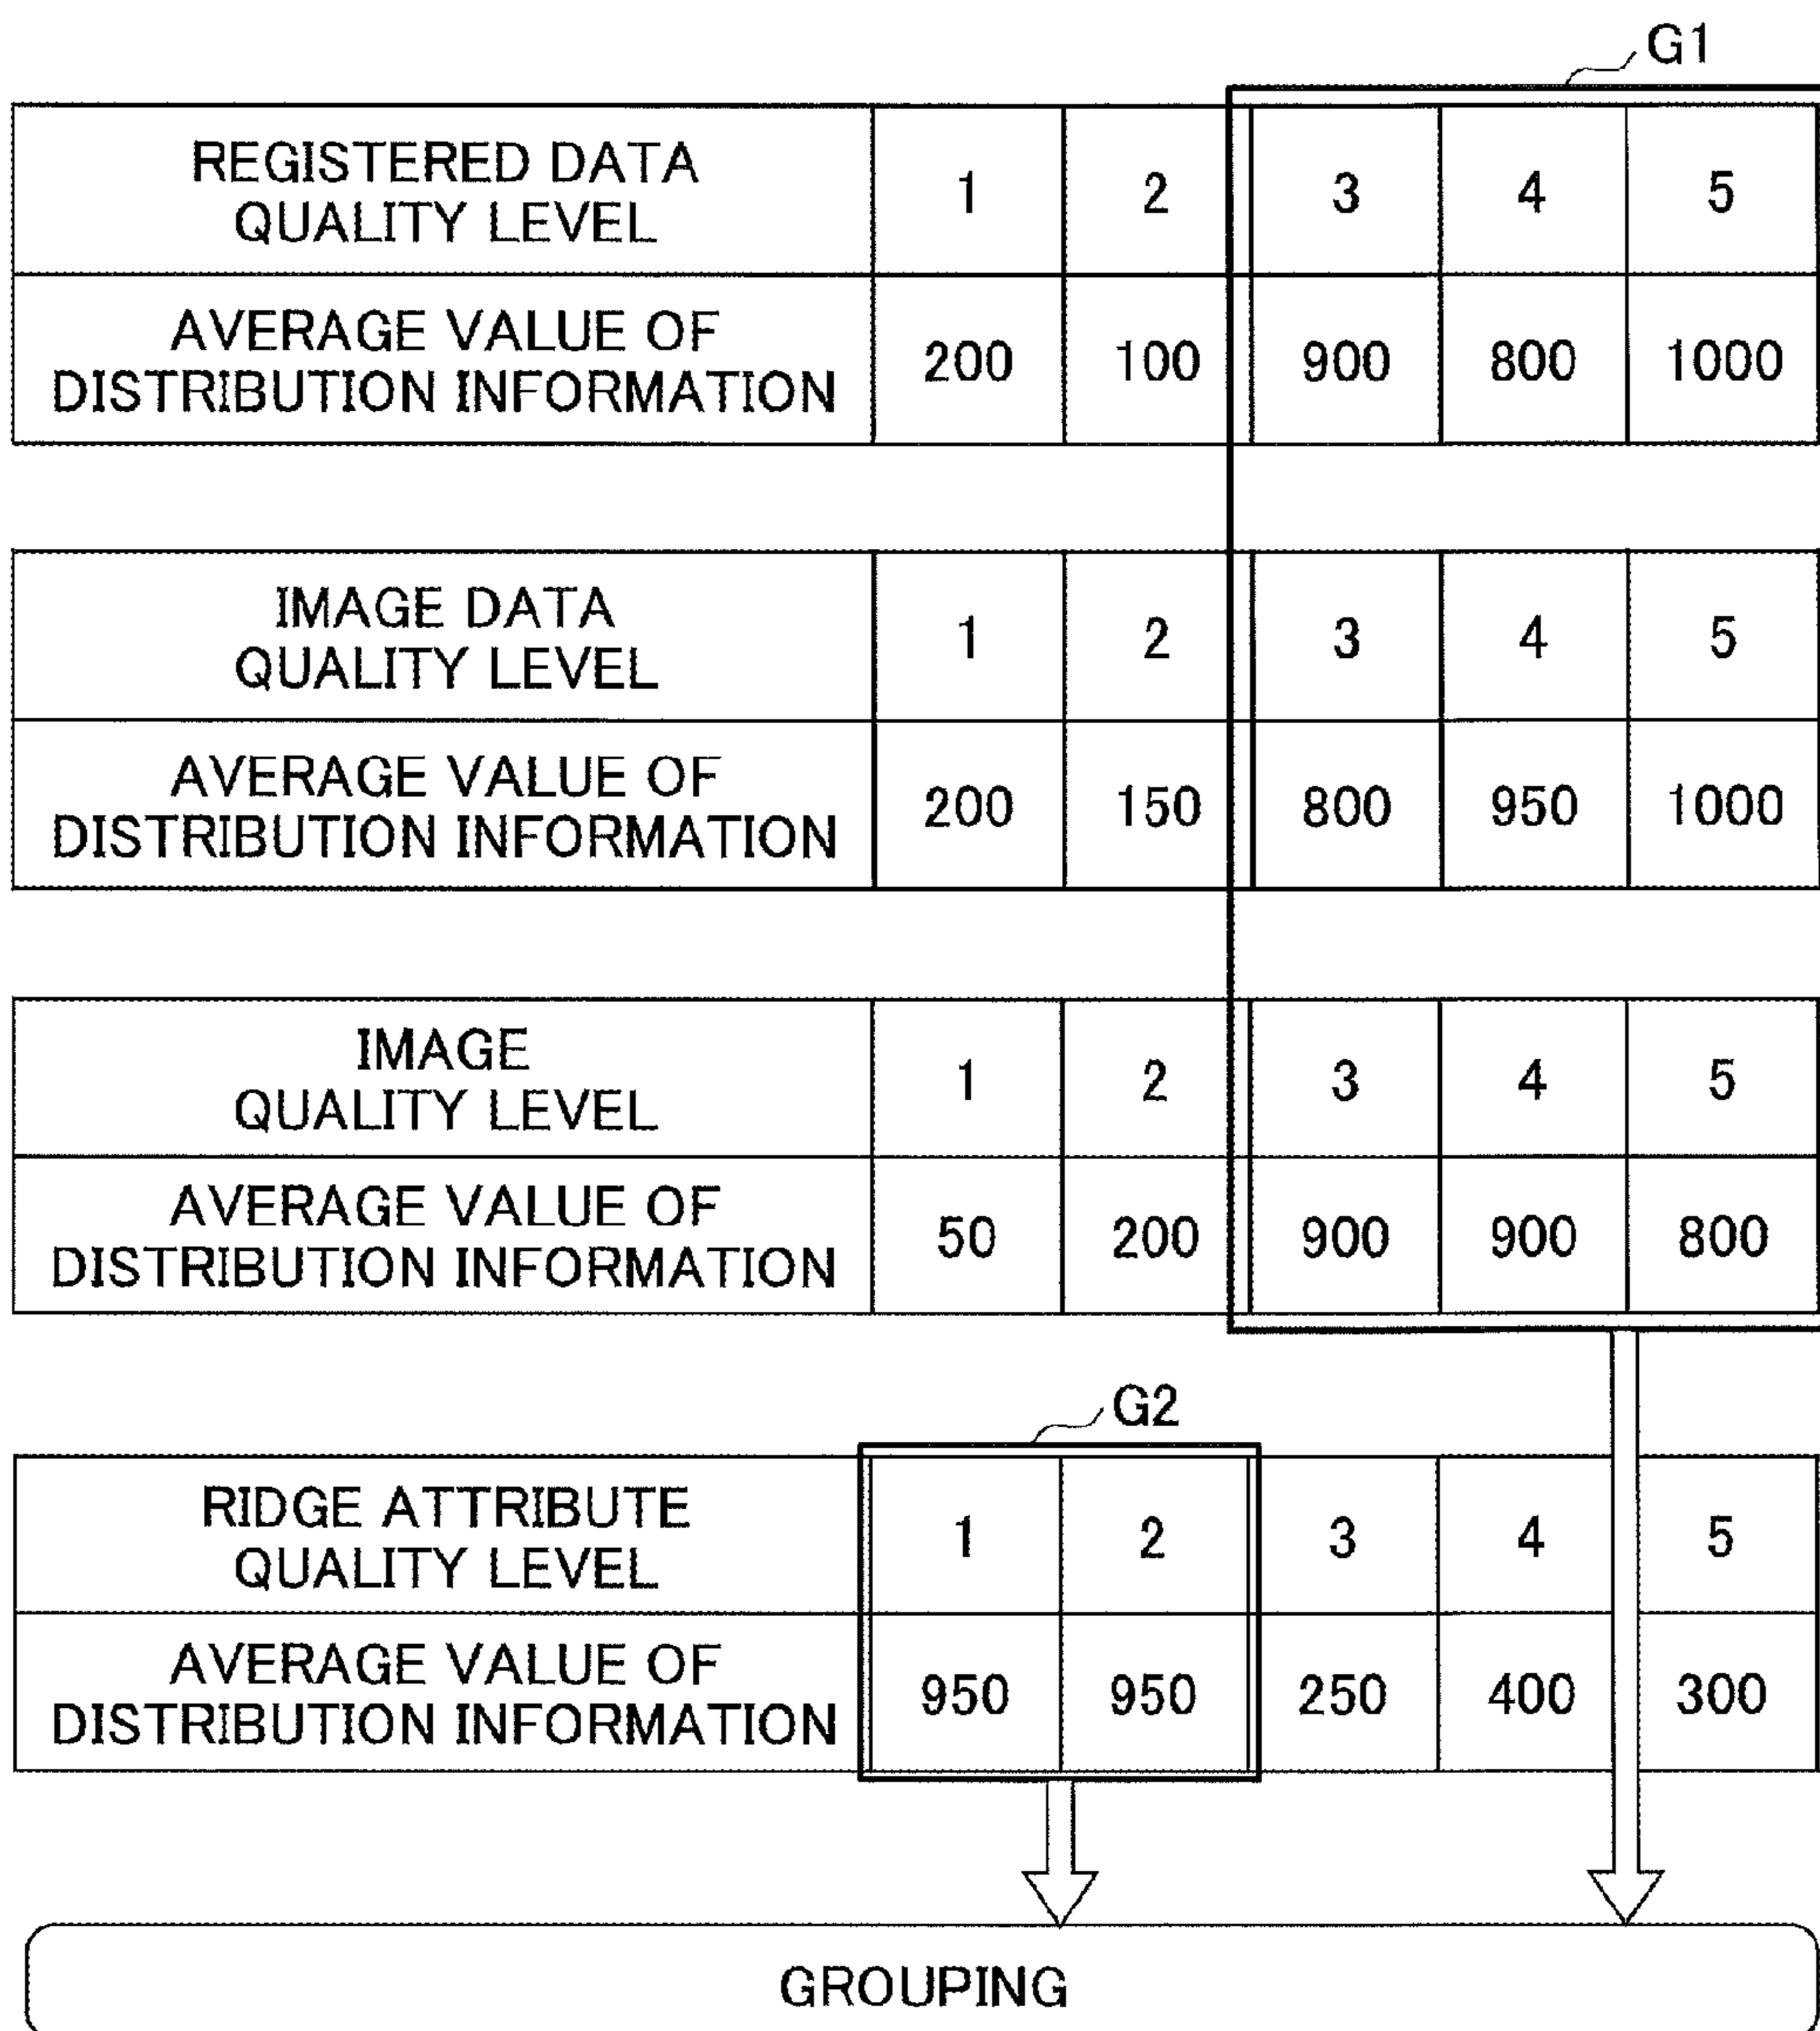 G1
REGISTERED DATA
QUALITY LEVEL 1 2 3 4 5
AVERAGE VALUE OF
DISTRIBUTION INFORMATION 200 100 900 800 1000
IMAGE DATA
QUALITY LEVEL 1 2 3 4 5
AVERAGE VALUE OF
DISTRIBUTION INFORMATION 200 150 800 950 1000
IMAGE
QUALITY LEVEL 1 2 3 4 5
AVERAGE VALUE OF
DISTRIBUTION INFORMATION 50 200 900 900 800
G2
RIDGE ATTRIBUTE
QUALITY LEVEL 1 2 3 4 5
AVERAGE VALUE OF
DISTRIBUTION INFORMATION 950 950 250 400 300
GROUPING